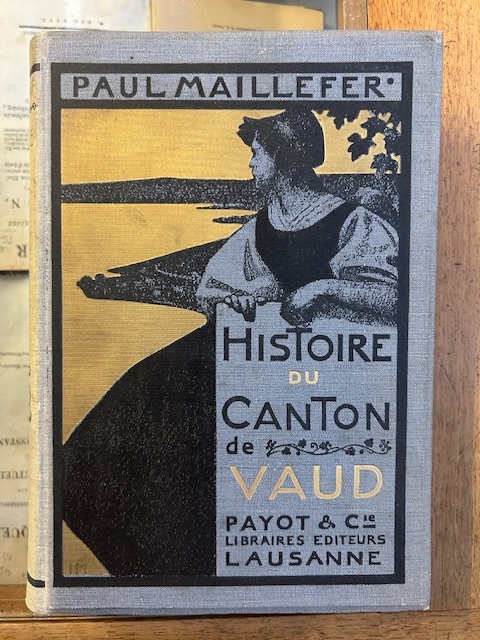 PAUL MAILLEFER·
HISTOIRE
DU
CANTON
de
VAUD
PAYOT & Cie
LIBRAIRES EDITEURS
LAUSANNE